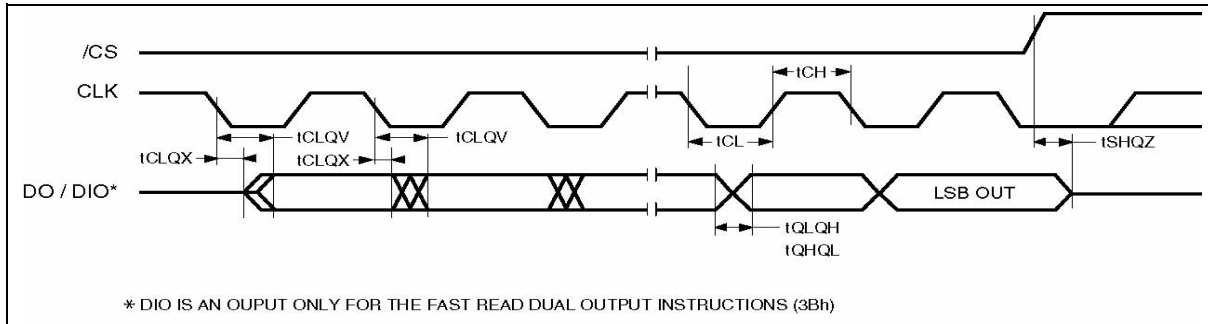 /CS
tCH
CLK
tCLQV
tCLQV
tCL
tSHQZ
tCLQX
tCLQX
DO / DIO*
LSB OUT
tQLQH
tQHQL
* DIO IS AN OUPUT ONLY FOR THE FAST READ DUAL OUTPUT INSTRUCTIONS (3Bh)